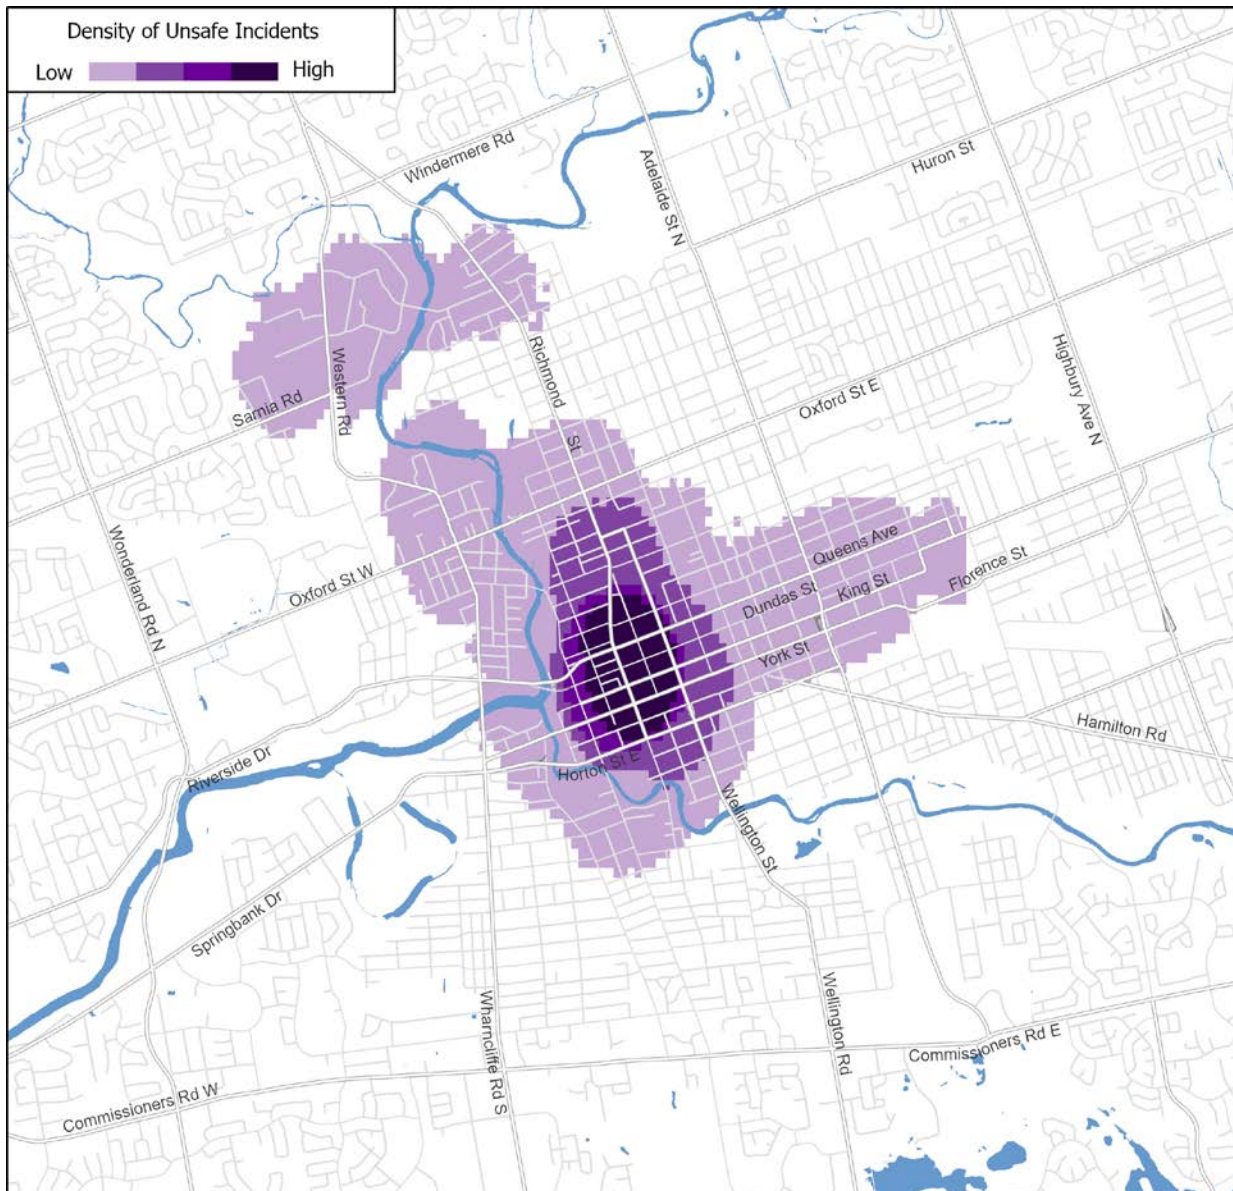 Density of Unsafe Incidents
Low High
Windermere Rd
Huron St
Adelaide St N
Richmond St
Highbury Ave N
Western Rd
Sarnia Rd
Oxford St E
Wonderland Rd N
Oxford St W
Queens Ave
Dundas St
King St
Florence St
York St
Hamilton Rd
Riverside Dr
Horton St E
Wellington St
Springbank Dr
Wharncliffe Rd S
Wellington Rd
Commissioners Rd E
Commissioners Rd W